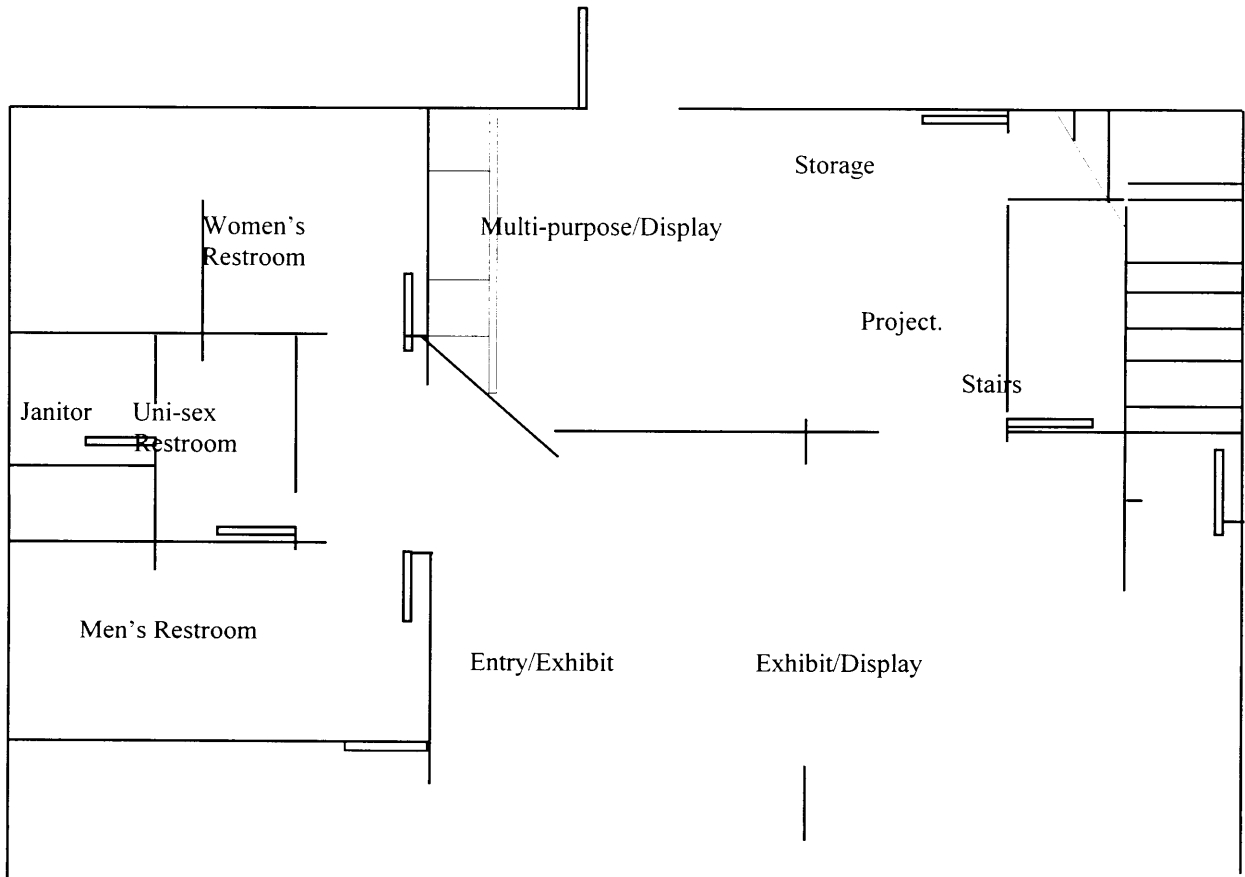 Storage
Women's
Restroom
Multi-purpose/Display
Project.
Stairs
Janitor
Uni-sex
Restroom
Men's Restroom
Entry/Exhibit
Exhibit/Display